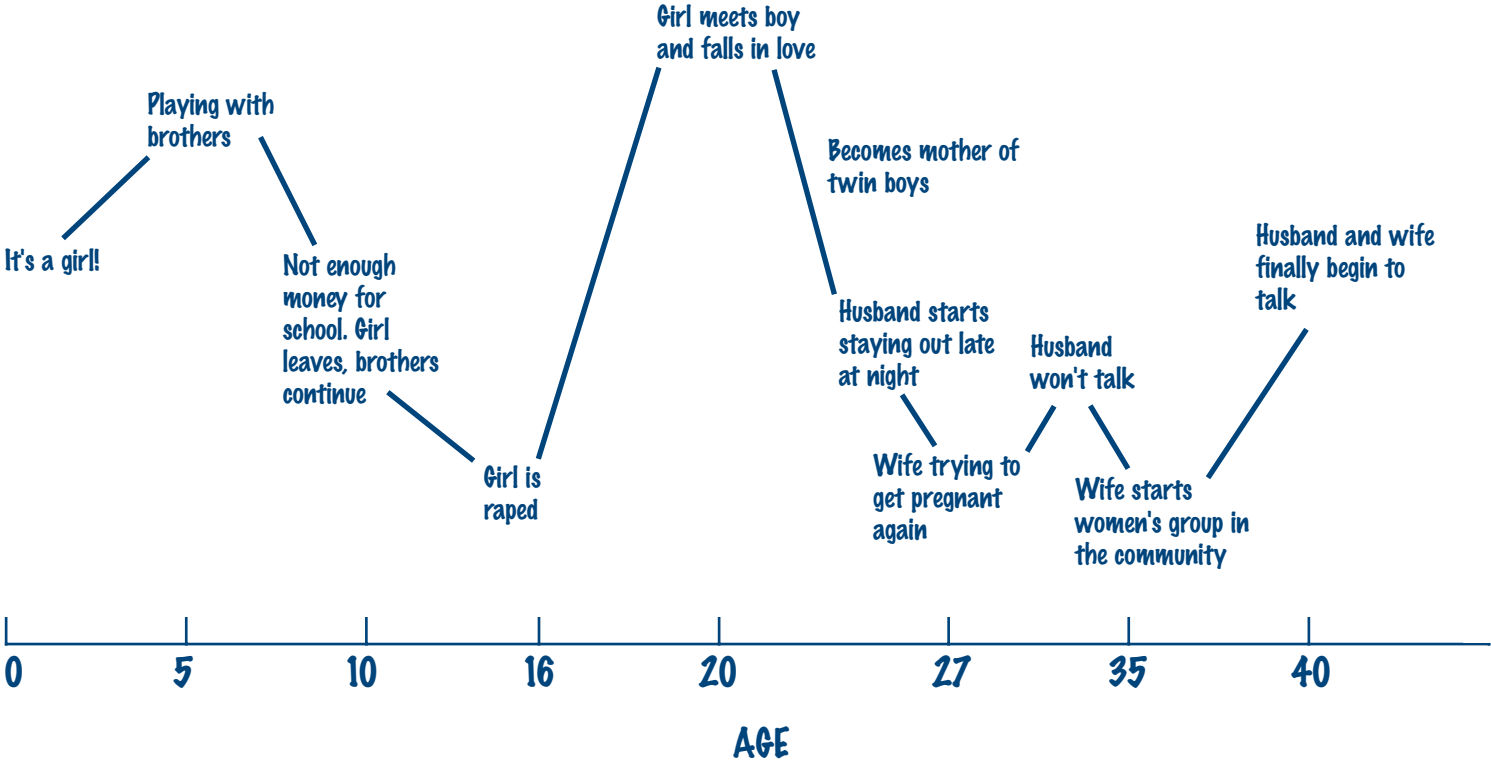 Girl meets boy
and falls in love
Playing with
brothers
Becomes mother of
twin boys
It's a girl!
Not enough
money for
school. Girl
leaves, brothers
continue
Girl is
raped
Husband starts
staying out late
at night
Wife trying to
get pregnant
again
Husband
won't talk
Wife starts
women's group in
the community
Husband and wife
finally begin to
talk
0 5 10 16 20 27 35 40
AGE